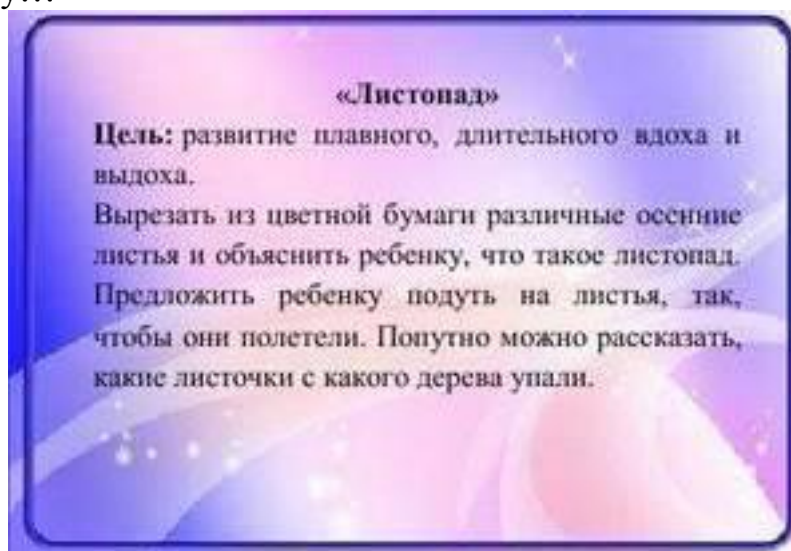 у...
«Листопад»
Цель: развитие плавного, длительного вдоха и
выдоха.
Вырезать из цветной бумаги различные осенние
листья и объяснить ребенку, что такое листопад.
Предложить ребенку подуть на листья, так,
чтобы они полетели. Попутно можно рассказать,
какие листочки с какого дерева упали.